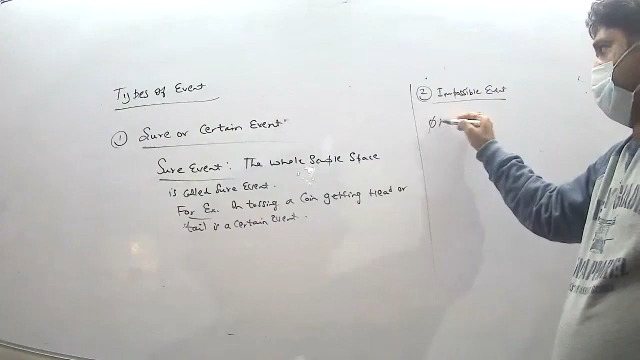 Types of Event
① Sure or Certain Event
Sure Event: The whole Sample Space
is called Sure Event.
For Ex. On tossing a Coin getting Head or
tail is a certain Event.
② Impossible Event
Ø